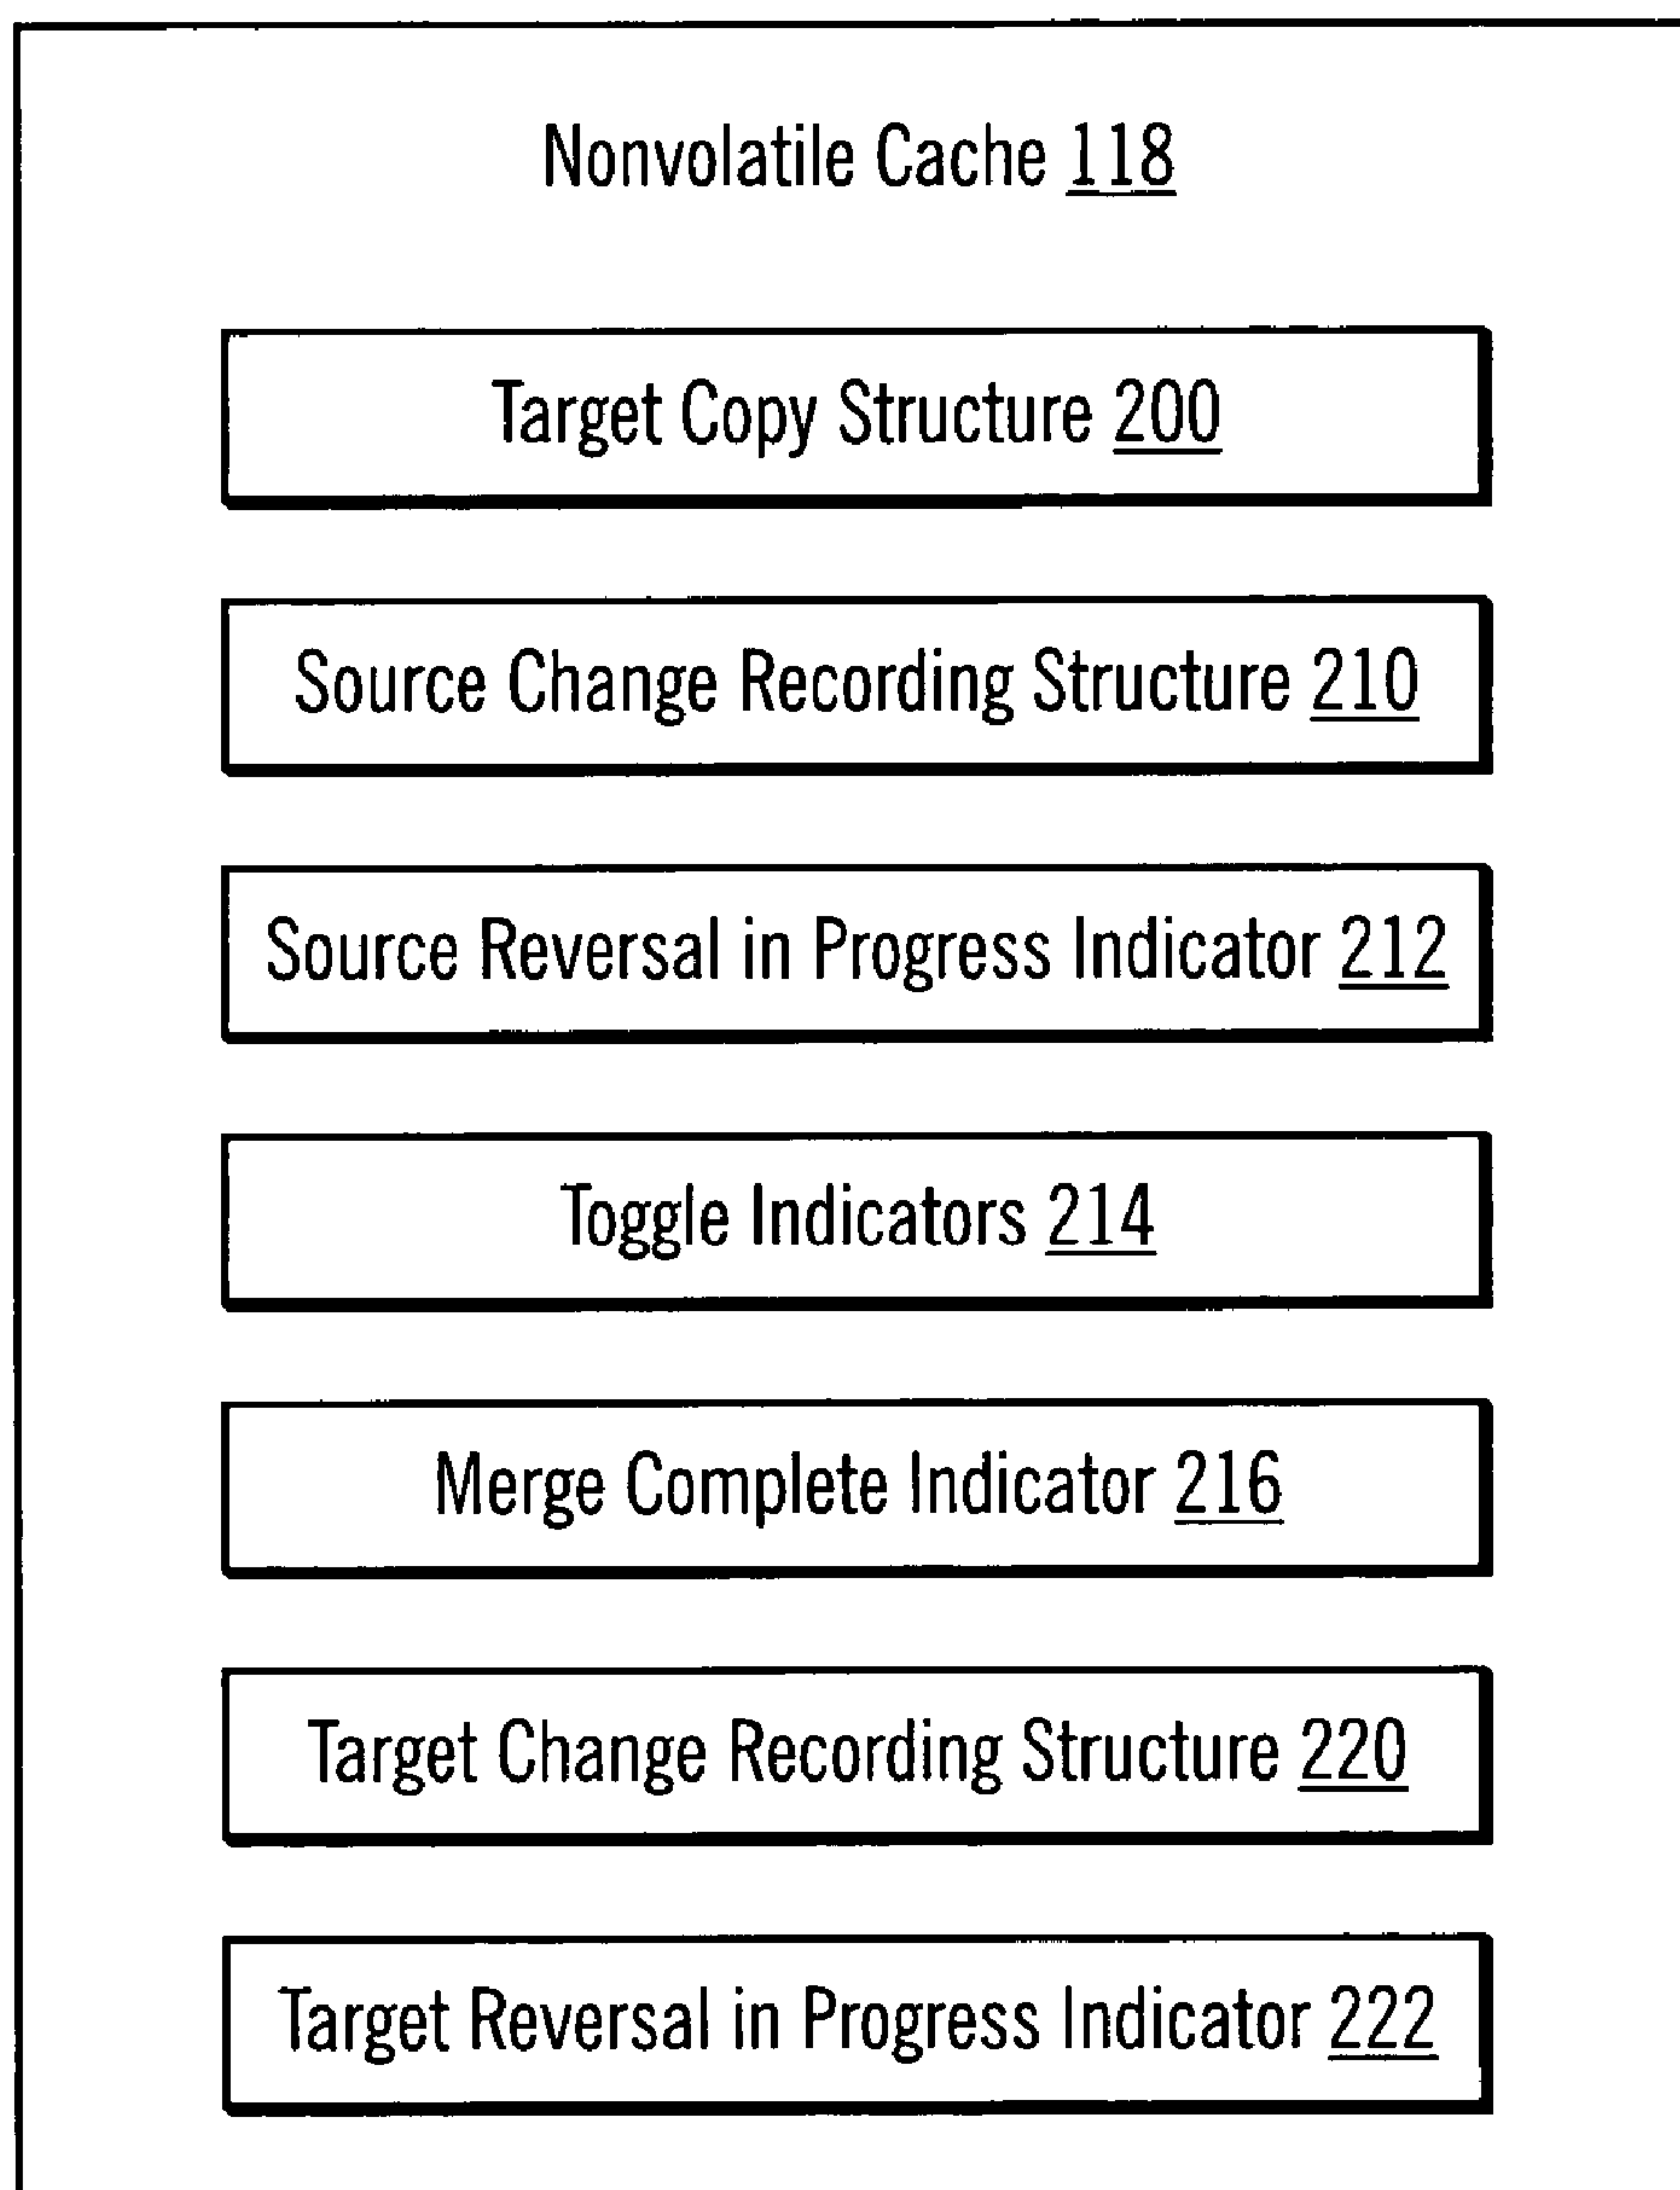 Nonvolatile Cache 118
Target Copy Structure 200
Source Change Recording Structure 210
Source Reversal in Progress Indicator 212
Toggle Indicators 214
Merge Complete Indicator 216
Target Change Recording Structure 220
Target Reversal in Progress Indicator 222